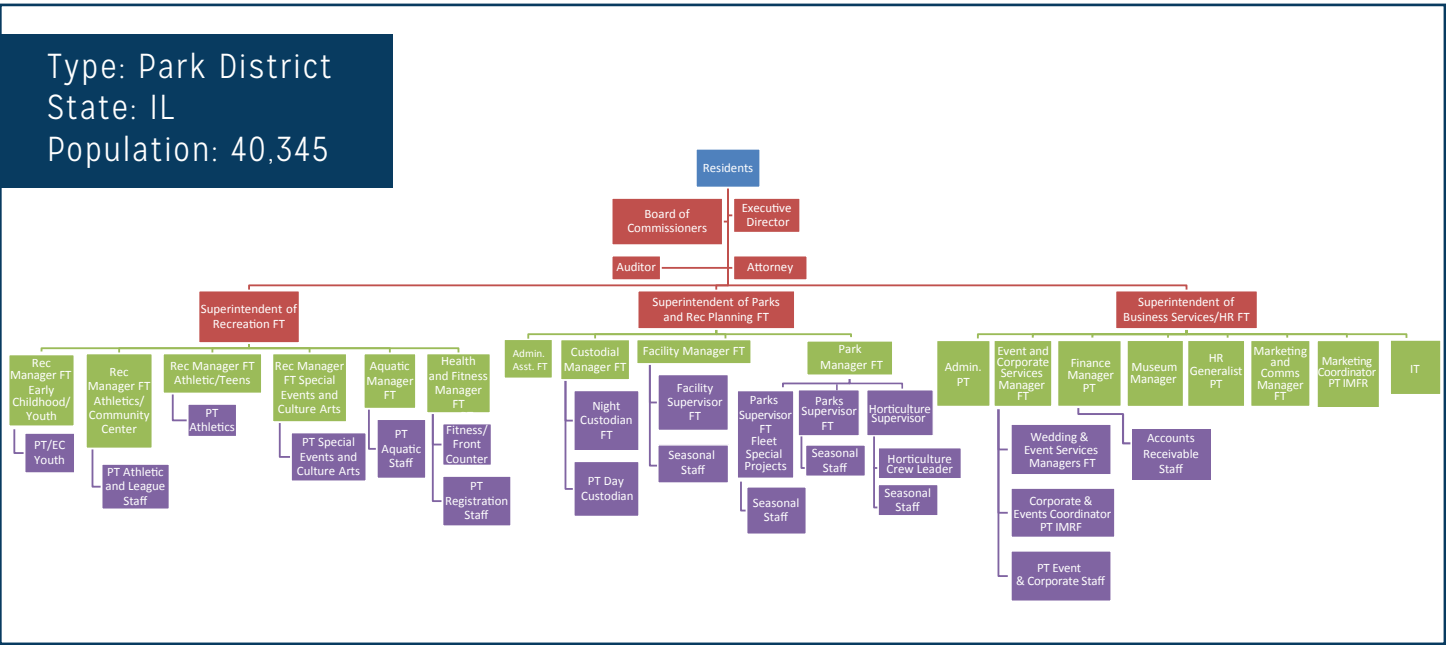 Type: Park District
State: IL
Population: 40,345
Residents
Board of
Commissioners
Executive
Director
Auditor
Attorney
Superintendent of
Recreation FT
Superintendent of Parks
and Rec Planning FT
Superintendent of
Business Services/HR FT
Rec
Manager FT
Early
Childhood/
Youth
PT/EC
Youth
Rec
Manager FT
Athletics/
Community
Center
PT Athletic
and League
Staff
Rec Manager FT
Athletic/Teens
PT
Athletics
Rec Manager
FT Special
Events and
Culture Arts
PT Special
Events and
Culture Arts
Aquatic
Manager
FT
PT
Aquatic
Staff
Health
and Fitness
Manager
FT
Fitness/
Front
Counter
PT
Registration
Staff
Admin.
Asst. FT
Custodial
Manager FT
Night
Custodian
FT
PT Day
Custodian
Facility Manager FT
Facility
Supervisor
FT
Seasonal
Staff
Park
Manager FT
Parks
Supervisor
FT
Fleet
Special
Projects
Seasonal
Staff
Parks
Supervisor
FT
Seasonal
Staff
Horticulture
Supervisor
Horticulture
Crew Leader
Seasonal
Staff
Admin.
PT
Event and
Corporate
Services
Manager
FT
Wedding &
Event Services
Managers FT
Corporate &
Events Coordinator
PT IMRF
PT Event
& Corporate Staff
Finance
Manager
PT
Accounts
Receivable
Staff
Museum
Manager
HR
Generalist
PT
Marketing
and
Comms
Manager
FT
Marketing
Coordinator
PT IMFR
IT